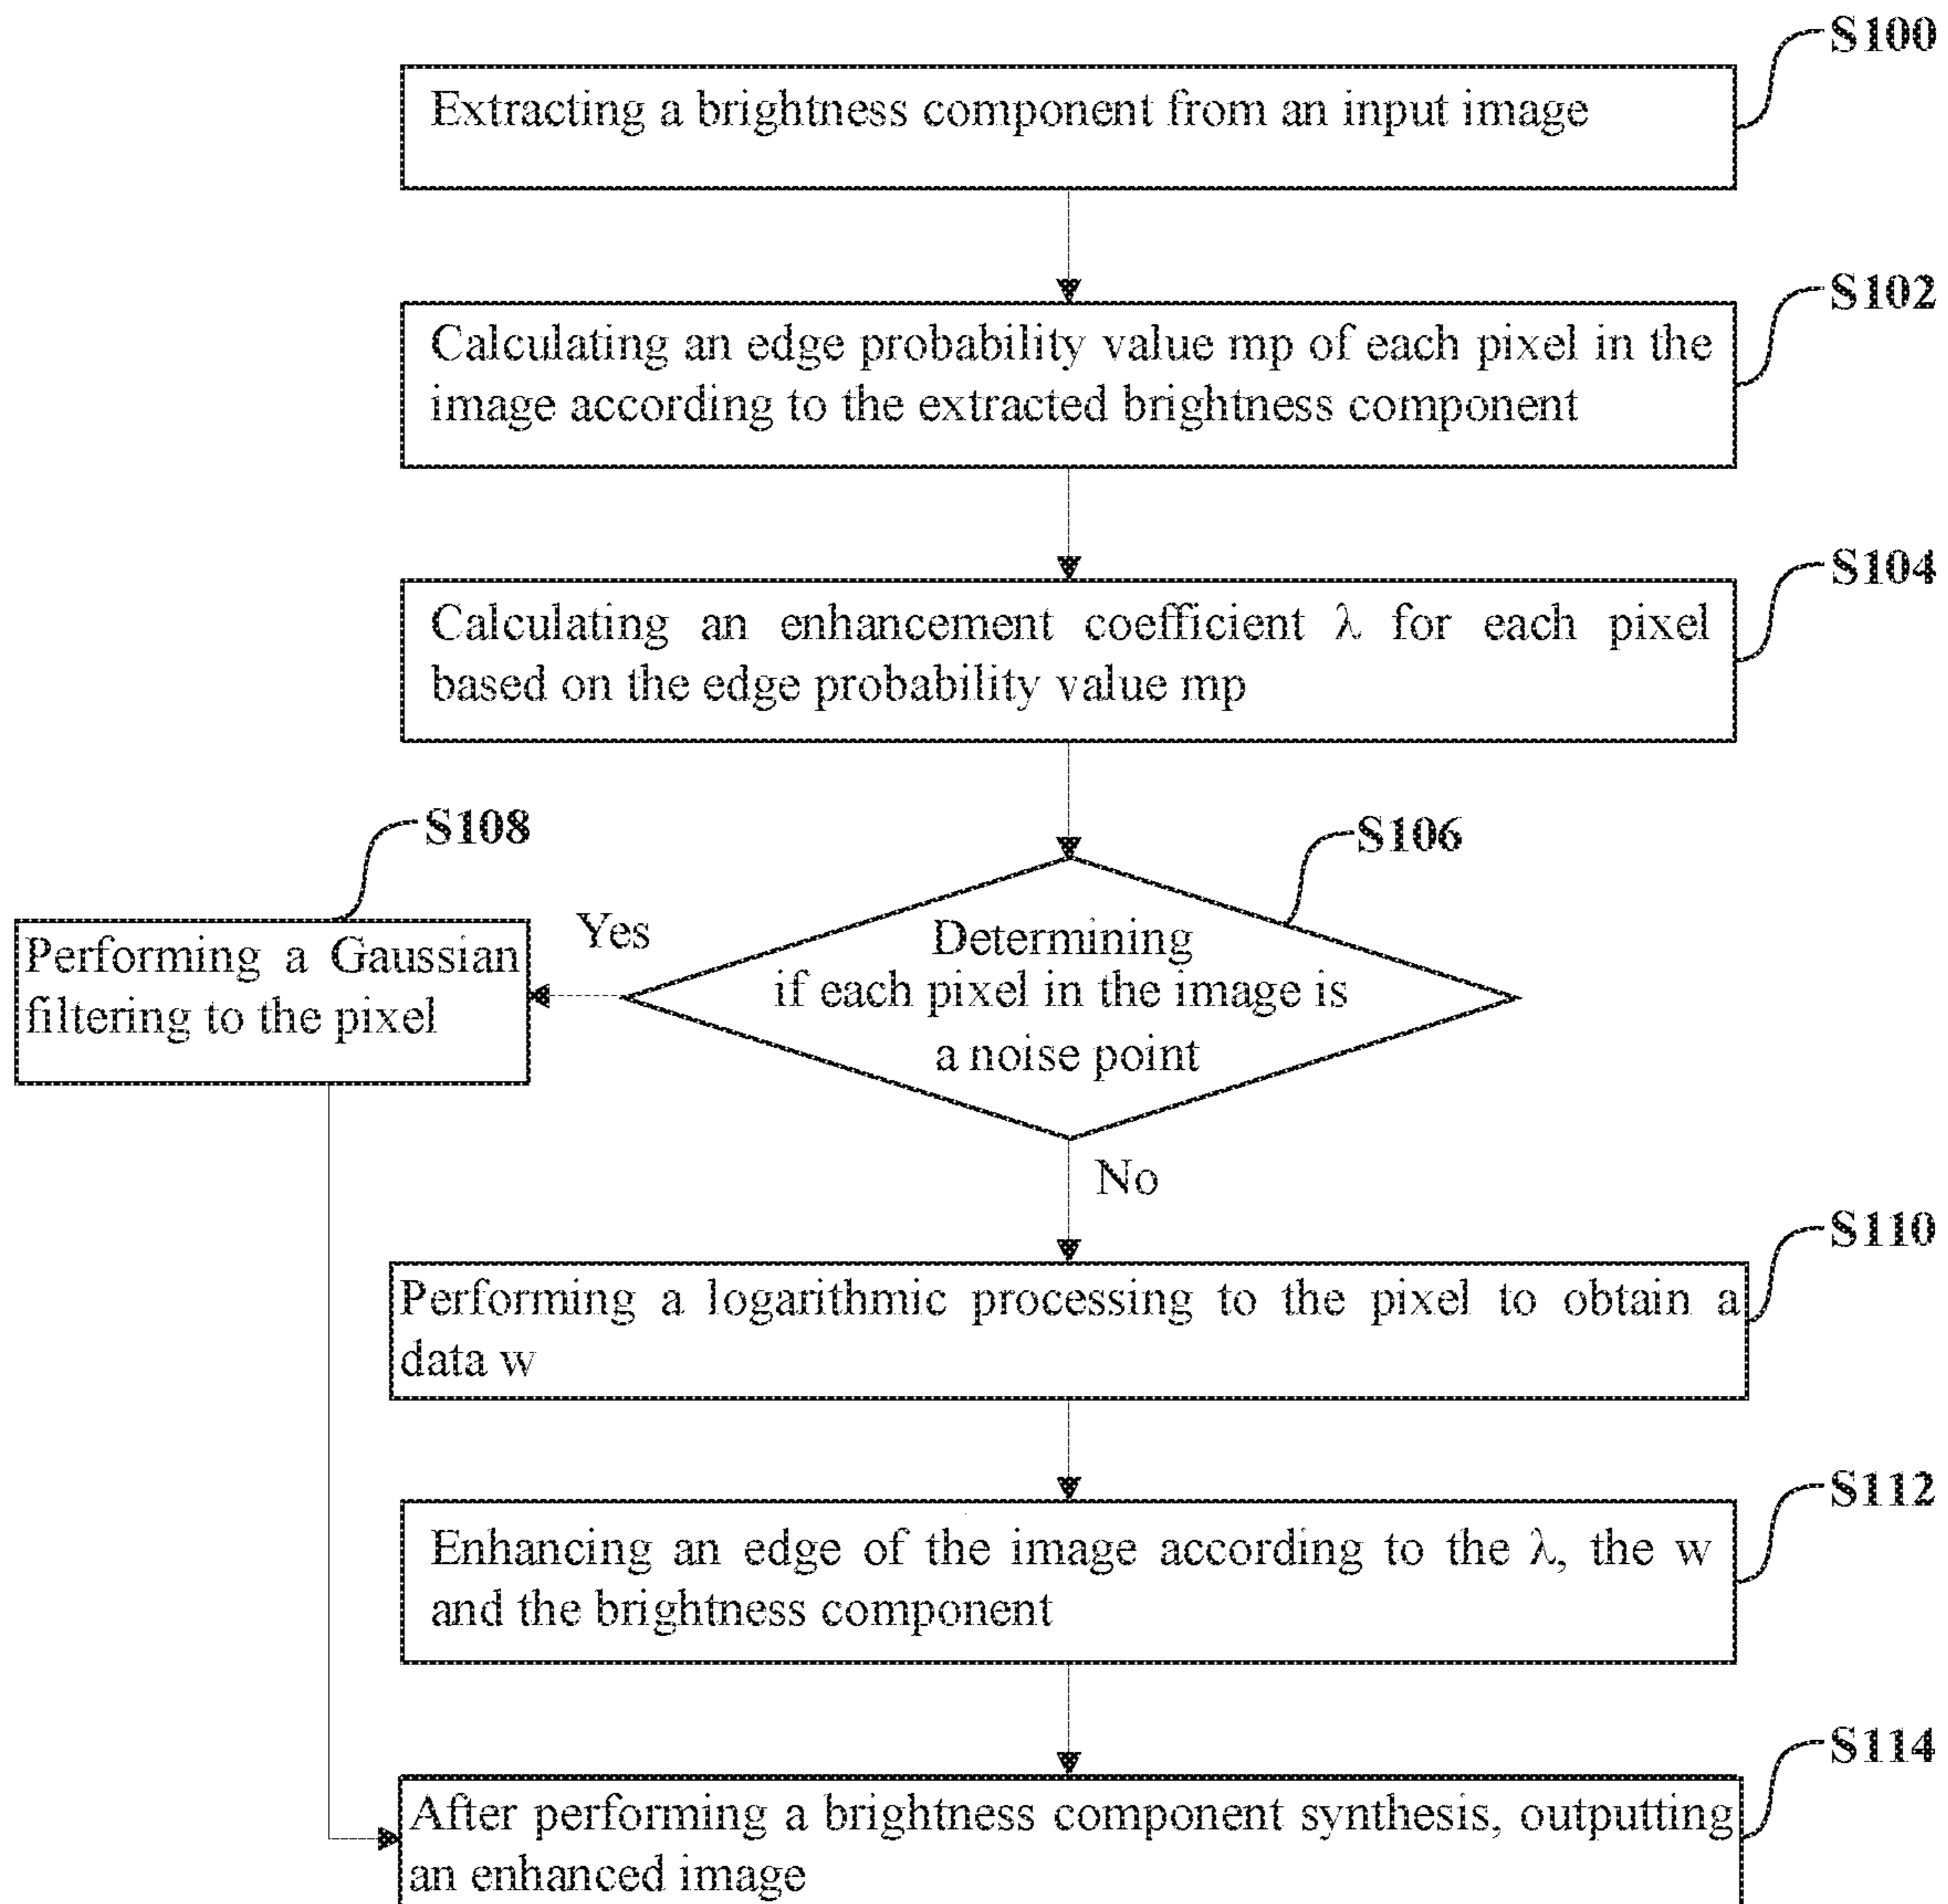 S100
Extracting a brightness component from an input image
S102
Calculating an edge probability value mp of each pixel in the
image according to the extracted brightness component
S104
Calculating an enhancement coefficient λ for each pixel
based on the edge probability value mp
S108
S106
Performing a Gaussian
filtering to the pixel
Yes
Determining
if each pixel in the image is
a noise point
No
S110
Performing a logarithmic processing to the pixel to obtain a
data w
S112
Enhancing an edge of the image according to the λ, the w
and the brightness component
S114
After performing a brightness component synthesis, outputting
an enhanced image